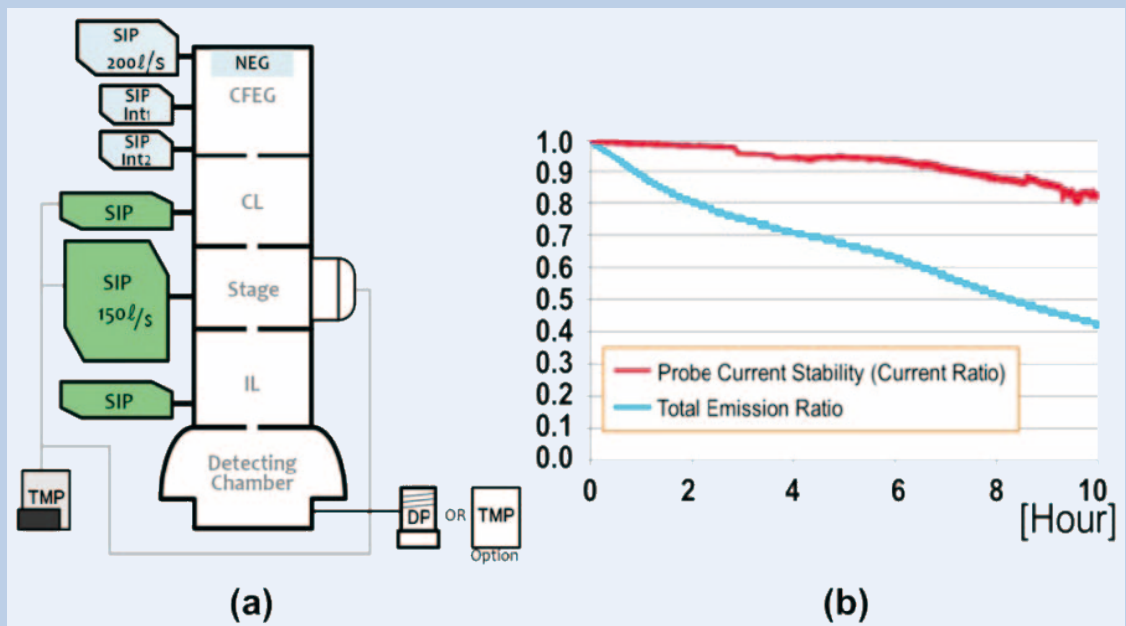 SIP
200ℓ/s
SIP
Int1
SIP
Int2
SIP
SIP
150ℓ/s
SIP
NEG
CFEG
CL
Stage
IL
Detecting
Chamber
TMP
DP
OR
TMP
Option
(a)
1.0
0.9
0.8
0.7
0.6
0.5
0.4
0.3
0.2
0.1
0.0
Probe Current Stability (Current Ratio)
Total Emission Ratio
0 2 4 6 8 10
[Hour]
(b)